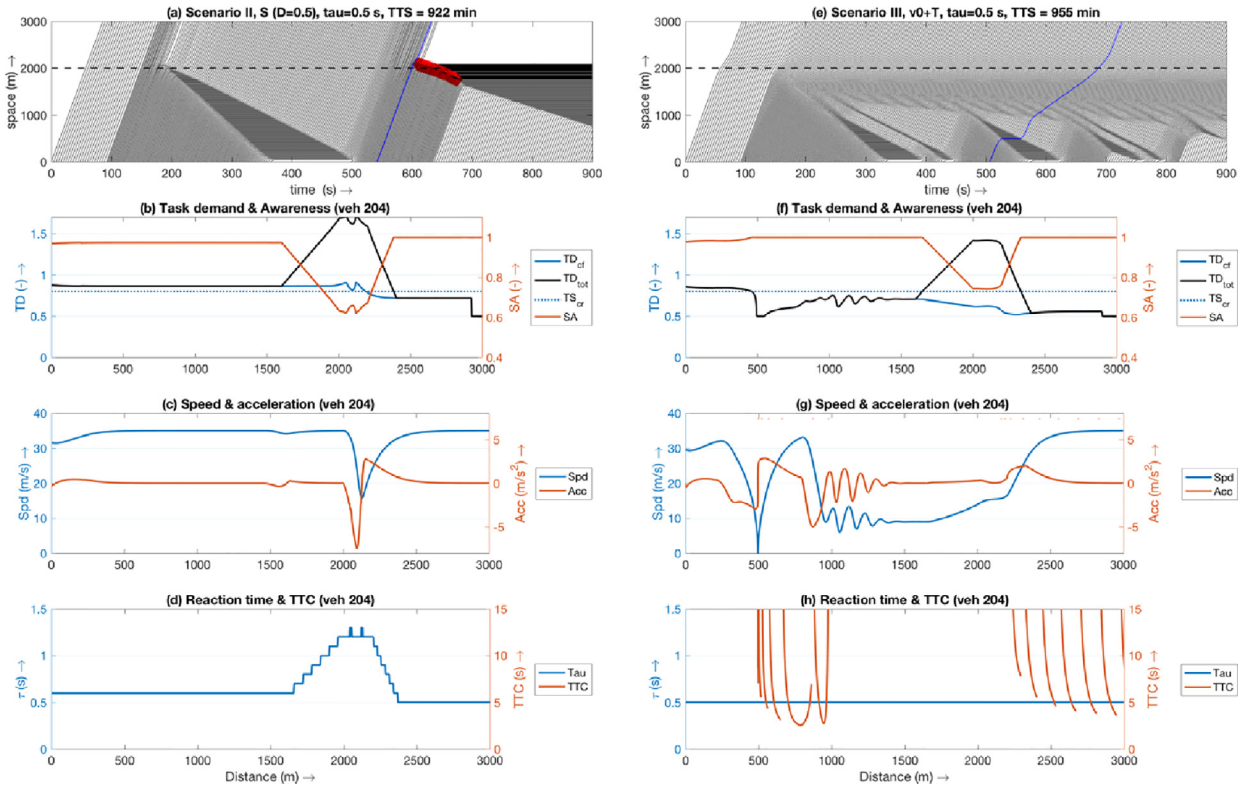 (a) Scenario II, S (D=0.5), tau=0.5 s, TTS = 922 min
space (m) →
3000
2000
1000
0
0 100 200 300 400 500 600 700 800 900
time (s) →
(b) Task demand & Awareness (veh 204)
TD (-) →
1.5
1
0.5
0
SA (-) →
1
0.8
0.6
0.4
0 500 1000 1500 2000 2500 3000
TDcf
TDtot
TScr
SA
(c) Speed & acceleration (veh 204)
Spd (m/s) →
40
30
20
10
0
Acc (m/s²) →
5
0
-5
0 500 1000 1500 2000 2500 3000
Spd
Acc
(d) Reaction time & TTC (veh 204)
τ (s) →
1.5
1
0.5
0
TTC (s) →
15
10
5
0
0 500 1000 1500 2000 2500 3000
Distance (m) →
Tau
TTC
(e) Scenario III, v0+T, tau=0.5 s, TTS = 955 min
space (m) →
3000
2000
1000
0
0 100 200 300 400 500 600 700 800 900
time (s) →
(f) Task demand & Awareness (veh 204)
TD (-) →
1.5
1
0.5
0
SA (-) →
1
0.8
0.6
0.4
0 500 1000 1500 2000 2500 3000
TDcf
TDtot
TScr
SA
(g) Speed & acceleration (veh 204)
Spd (m/s) →
40
30
20
10
0
Acc (m/s²) →
5
0
-5
0 500 1000 1500 2000 2500 3000
Spd
Acc
(h) Reaction time & TTC (veh 204)
τ (s) →
1.5
1
0.5
0
TTC (s) →
15
10
5
0
0 500 1000 1500 2000 2500 3000
Distance (m) →
Tau
TTC